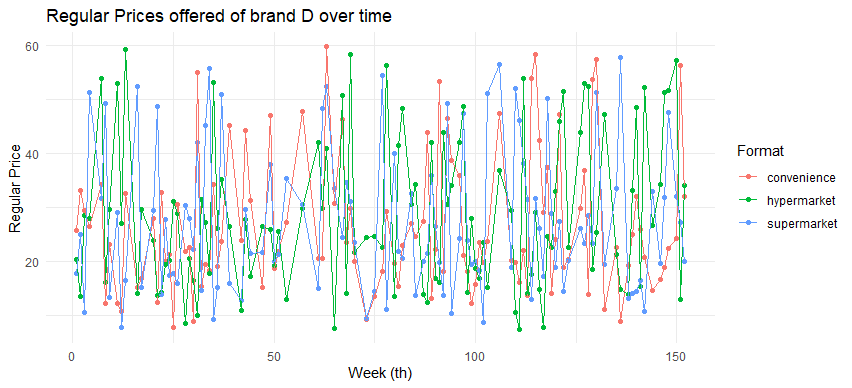 Regular Prices offered of brand D over time
60
40
20
Regular Price
0
50
100
150
Week (th)
Format
convenience
hypermarket
supermarket